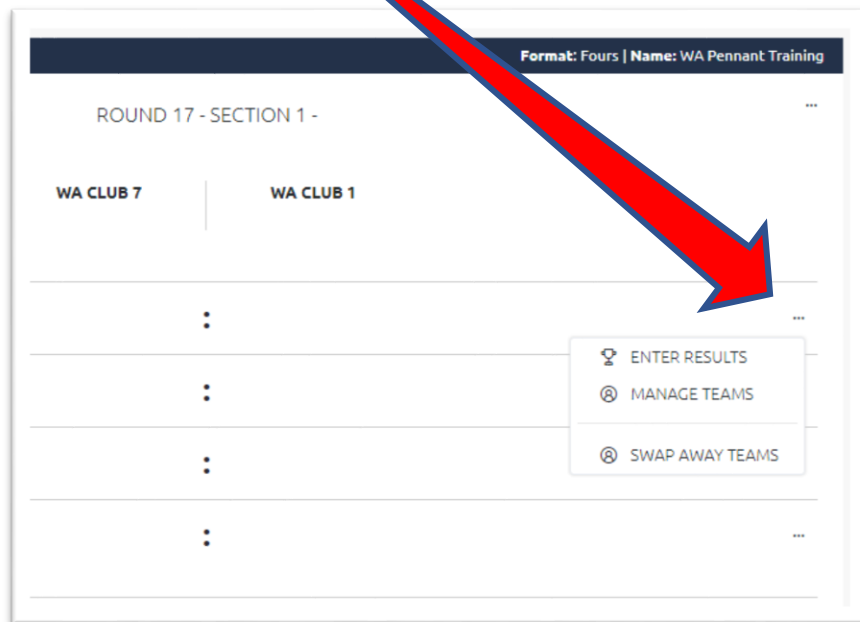 Format: Fours | Name: WA Pennant Training
ROUND 17 - SECTION 1 - ...
WA CLUB 7 WA CLUB 1
: ...
ENTER RESULTS
: MANAGE TEAMS
: SWAP AWAY TEAMS
: ...